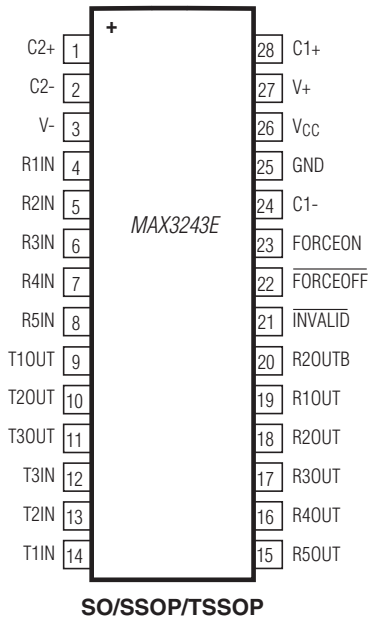 +
C2+ 1 28 C1+
C2- 2 27 V+
V- 3 26 VCC
R1IN 4 25 GND
R2IN 5 24 C1-
R3IN 6 MAX3243E 23 FORCEON
R4IN 7 22 FORCEOFF
R5IN 8 21 INVALID
T1OUT 9 20 R2OUTB
T2OUT 10 19 R1OUT
T3OUT 11 18 R2OUT
T3IN 12 17 R3OUT
T2IN 13 16 R4OUT
T1IN 14 15 R5OUT
SO/SSOP/TSSOP